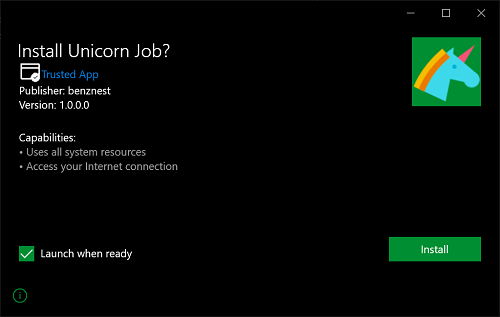 Install Unicorn Job?
Trusted App
Publisher: benznest
Version: 1.0.0.0
Capabilities:
• Uses all system resources
• Access your Internet connection
Launch when ready
Install